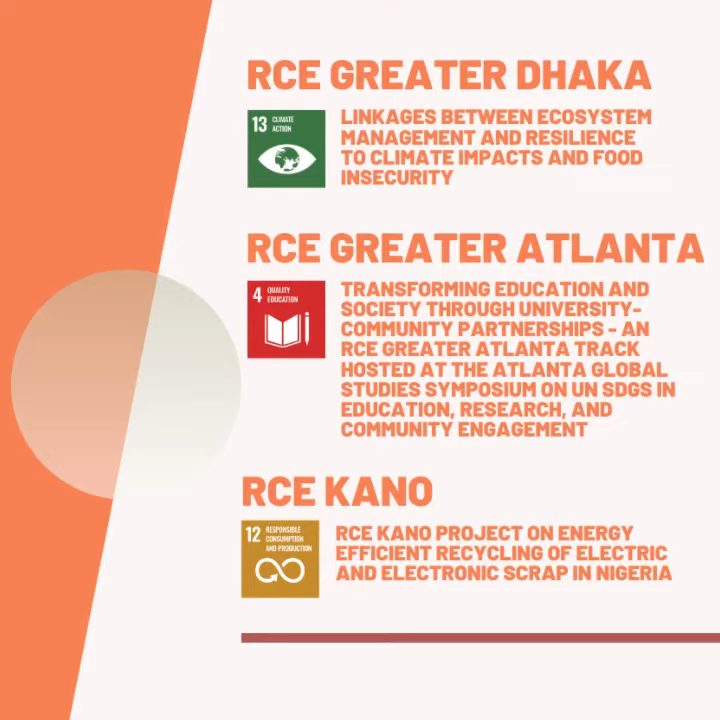 RCE GREATER DHAKA
13 CLIMATE
ACTION
LINKAGES BETWEEN ECOSYSTEM
MANAGEMENT AND RESILIENCE
TO CLIMATE IMPACTS AND FOOD
INSECURITY
RCE GREATER ATLANTA
4 QUALITY
EDUCATION
TRANSFORMING EDUCATION AND
SOCIETY THROUGH UNIVERSITY-
COMMUNITY PARTNERSHIPS - AN
RCE GREATER ATLANTA TRACK
HOSTED AT THE ATLANTA GLOBAL
STUDIES SYMPOSIUM ON UN SDGS IN
EDUCATION, RESEARCH, AND
COMMUNITY ENGAGEMENT
RCE KANO
12 RESPONSIBLE
CONSUMPTION
AND PRODUCTION
RCE KANO PROJECT ON ENERGY
EFFICIENT RECYCLING OF ELECTRIC
AND ELECTRONIC SCRAP IN NIGERIA